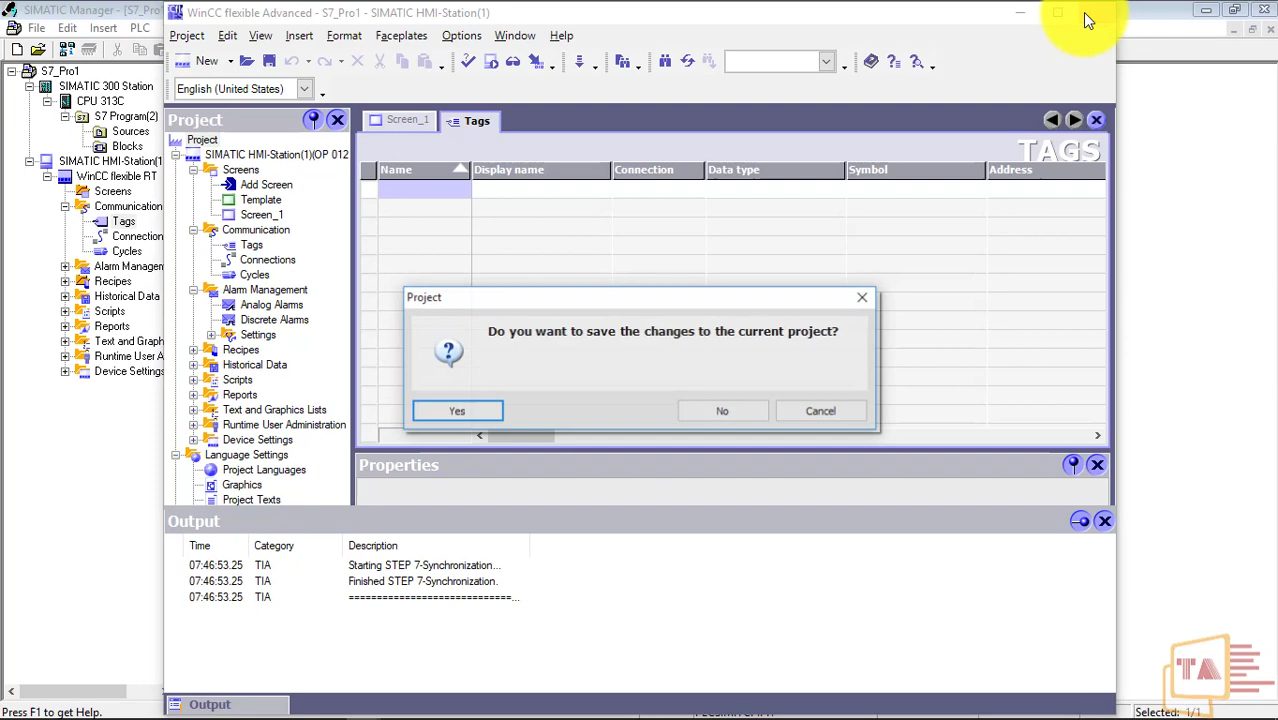 SIMATIC Manager - [S7_Pro1
File Edit Insert PLC
S7_Pro1
SIMATIC 300 Station
CPU 313C
S7 Program(2)
Sources
Blocks
SIMATIC HMI-Station(1
WinCC flexible RT
Screens
Communication
Tags
Connection
Cycles
Alarm Managem
Recipes
Historical Data
Scripts
Reports
Text and Graphi
Runtime User A
Device Settings
Press F1 to get Help.
WinCC flexible Advanced - S7_Pro1 - SIMATIC HMI-Station(1)
Project Edit View Insert Format Faceplates Options Window Help
New
English (United States)
Project
Project
SIMATIC HMI-Station(1)(OP 012
Screens
Add Screen
Template
Screen_1
Communication
Tags
Connections
Cycles
Alarm Management
Analog Alarms
Discrete Alarms
Settings
Recipes
Historical Data
Scripts
Reports
Text and Graphics Lists
Runtime User Administration
Device Settings
Language Settings
Project Languages
Graphics
Project Texts
Screen_1 Tags
TAGS
Name Display name Connection Data type Symbol Address
Project
Do you want to save the changes to the current project?
Yes No Cancel
Properties
Output
Time Category Description
07:46:53.25 TIA Starting STEP 7-Synchronization...
07:46:53.25 TIA Finished STEP 7-Synchronization.
07:46:53.25 TIA ============================...
Output
Selected: 1/1
TA